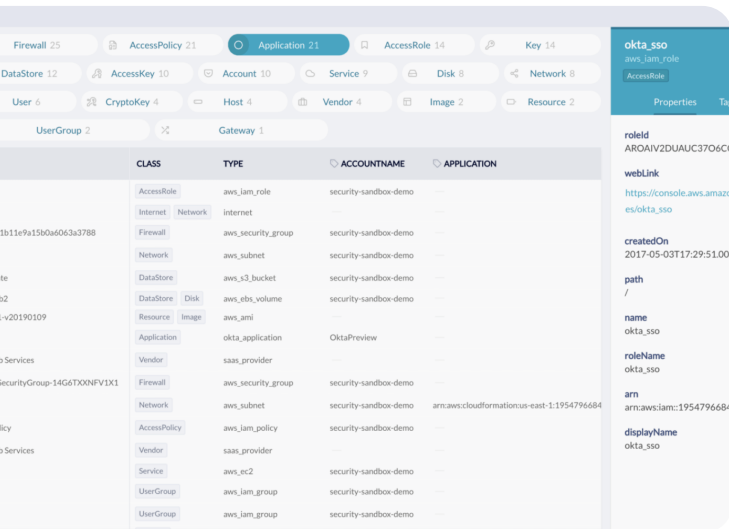 Firewall 25 AccessPolicy 21 Application 21 AccessRole 14 Key 14
DataStore 12 AccessKey 10 Account 10 Service 9 Disk 8 Network 8
User 6 CryptoKey 4 Host 4 Vendor 4 Image 2 Resource 2
UserGroup 2 Gateway 1
CLASS TYPE ACCOUNTNAME APPLICATION
AccessRole aws_iam_role security-sandbox-demo
Internet Network internet
1b11e9a15b0a6063a3788 Firewall aws_security_group security-sandbox-demo
Network aws_subnet security-sandbox-demo
te DataStore aws_s3_bucket security-sandbox-demo
b2 DataStore Disk aws_ebs_volume security-sandbox-demo
-v20190109 Resource Image aws_ami
Application okta_application OktaPreview
Services Vendor saas_provider
SecurityGroup-14G6TXXNFV1X1 Firewall aws_security_group security-sandbox-demo
Network aws_subnet security-sandbox-demo arn:aws:cloudformation:us-east-1:1954796684
licy AccessPolicy aws_iam_policy security-sandbox-demo
Services Vendor saas_provider
Service aws_ec2 security-sandbox-demo
UserGroup aws_iam_group security-sandbox-demo
UserGroup aws_iam_group security-sandbox-demo
okta_sso
aws_iam_role
AccessRole
Properties Ta
roleId
AROAIV2DUAUC37O6C
webLink
https://console.aws.amaz
es/okta_sso
createdOn
2017-05-03T17:29:51.00
path
/
name
okta_sso
roleName
okta_sso
arn
arn:aws:iam::1954796684
displayName
okta_sso